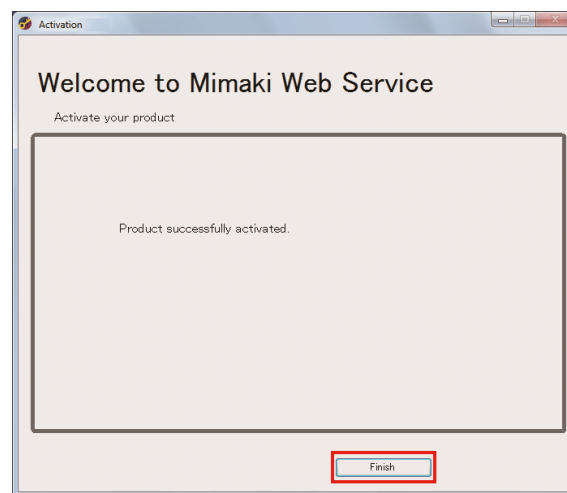 Activation
Welcome to Mimaki Web Service
Activate your product
Product successfully activated.
Finish